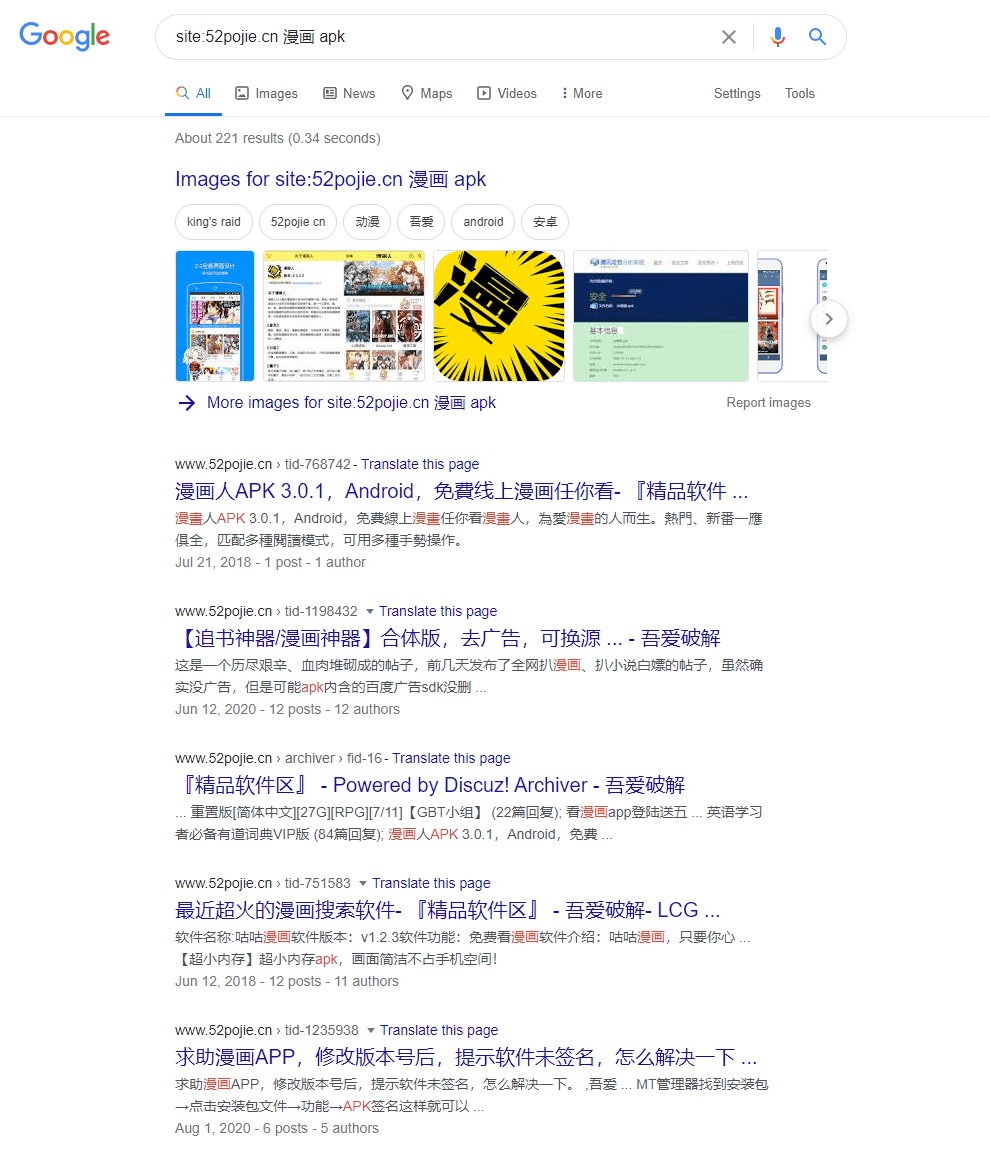 Google
site:52pojie.cn 漫画 apk
All Images News Maps Videos More Settings Tools
About 221 results (0.34 seconds)
Images for site:52pojie.cn 漫画 apk
king's raid 52pojie cn 动漫 吾爱 android 安卓
2.0全新界面设计
关于漫画人
漫画人
漫
安全
基本信息
More images for site:52pojie.cn 漫画 apk Report images
www.52pojie.cn › tid-768742 - Translate this page
漫画人APK 3.0.1，Android，免費线上漫画任你看- 『精品软件 ...
漫畫人APK 3.0.1，Android，免費線上漫畫任你看漫畫人，為愛漫畫的人而生。熱門、新番一應
俱全，匹配多種閱讀模式，可用多種手勢操作。
Jul 21, 2018 - 1 post - 1 author
www.52pojie.cn › tid-1198432 Translate this page
【追书神器/漫画神器】合体版，去广告，可换源 ... - 吾爱破解
这是一个历尽艰辛、血肉堆砌成的帖子，前几天发布了全网扒漫画、扒小说白嫖的帖子，虽然确
实没广告，但是可能apk内含的百度广告sdk没删 ...
Jun 12, 2020 - 12 posts - 12 authors
www.52pojie.cn › archiver › fid-16 - Translate this page
『精品软件区』 - Powered by Discuz! Archiver - 吾爱破解
... 重置版[简体中文][27G][RPG][7/11]【GBT小组】 (22篇回复); 看漫画app登陆送五 ... 英语学习
者必备有道词典VIP版 (84篇回复); 漫画人APK 3.0.1，Android，免費 ...
www.52pojie.cn › tid-751583 Translate this page
最近超火的漫画搜索软件- 『精品软件区』 - 吾爱破解- LCG ...
软件名称:咕咕漫画软件版本：v1.2.3软件功能：免费看漫画软件介绍：咕咕漫画，只要你心 ...
【超小内存】超小内存apk，画面简洁不占手机空间！
Jun 12, 2018 - 12 posts - 11 authors
www.52pojie.cn › tid-1235938 Translate this page
求助漫画APP，修改版本号后，提示软件未签名，怎么解决一下 ...
求助漫画APP，修改版本号后，提示软件未签名，怎么解决一下。 ,吾爱 ... MT管理器找到安装包
→点击安装包文件→功能→APK签名这样就可以 ...
Aug 1, 2020 - 6 posts - 5 authors